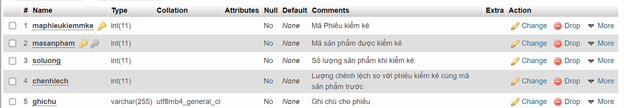 # Name Type Collation Attributes Null Default Comments Extra Action
1 maphieukiemmke int(11) No None Mã Phiếu kiểm kê Change Drop More
2 masanpham int(11) No None Mã sản phẩm được kiểm kê Change Drop More
3 soluong int(11) No None Số lượng sản phẩm khi kiểm kê Change Drop More
4 chenhlech int(11) No None Lượng chênh lệch so với phiếu kiểm kê cùng mã
sản phẩm trước Change Drop More
5 ghichu varchar(255) utf8mb4_general_ci No None Ghi chú cho phiếu Change Drop More